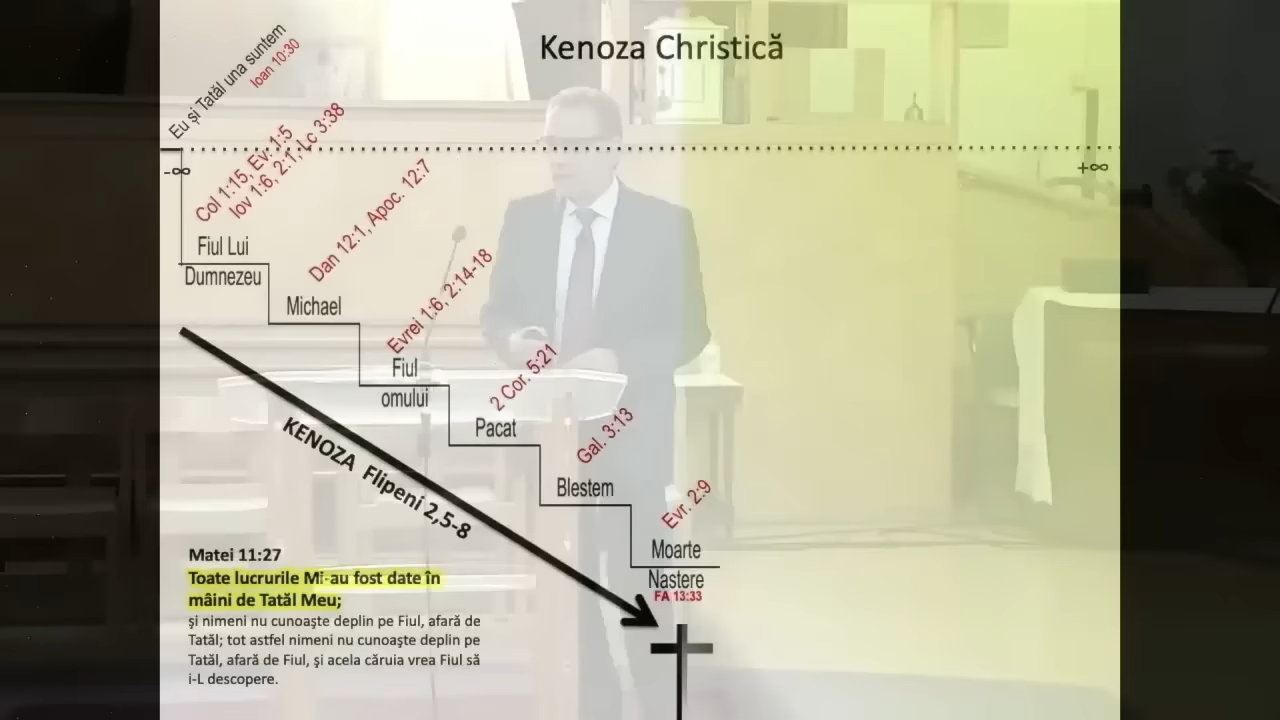 Kenoza Christică
Eu și Tatăl una suntem
Ioan 10:30
-∞
+∞
Col 1:15, Ev. 1:5
Iov 1:6, 2:1, Lc 3:38
Fiul Lui
Dumnezeu
Dan 12:1, Apoc. 12:7
Michael
Evrei 1:6, 2:14-18
Fiul
omului
2 Cor. 5:21
Pacat
Gal. 3:13
Blestem
Evr. 2:9
Moarte
Nastere
FA 13:33
KENOZA Flipeni 2,5-8
Matei 11:27
Toate lucrurile Mi-au fost date în
mâini de Tatăl Meu;
şi nimeni nu cunoaşte deplin pe Fiul, afară de
Tatăl; tot astfel nimeni nu cunoaşte deplin pe
Tatăl, afară de Fiul, şi acela căruia vrea Fiul să
i-L descopere.